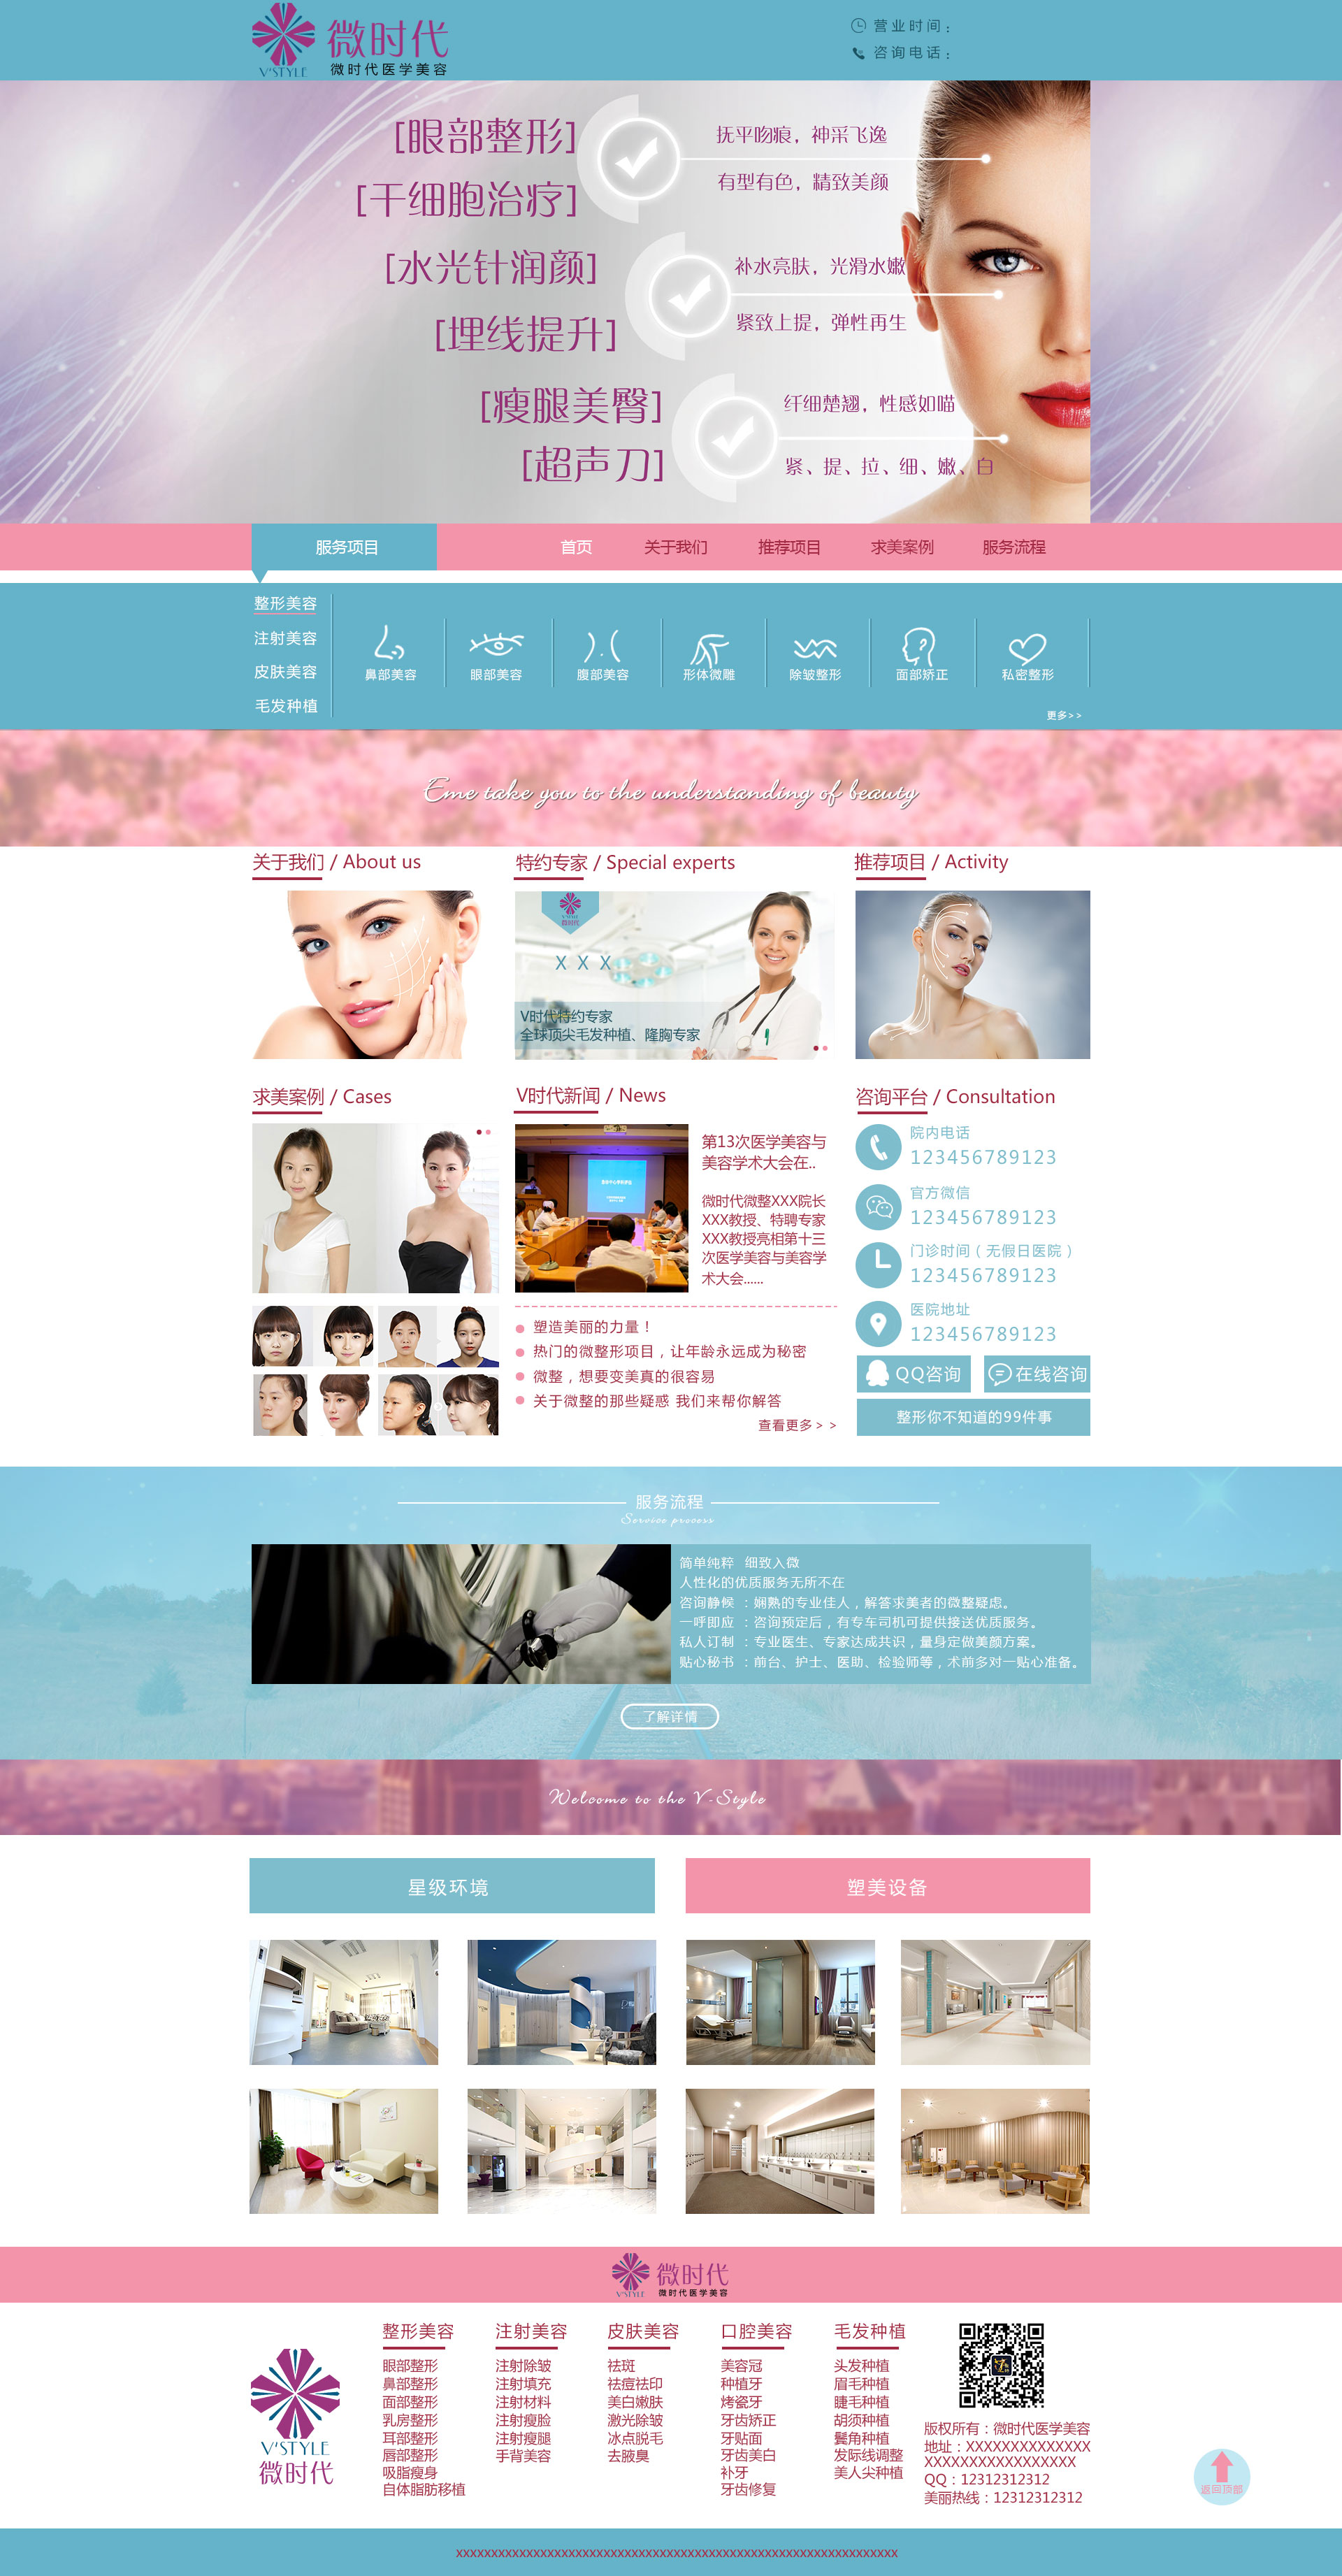 V'STYLE
微时代
微时代医学美容
营业时间：
咨询电话：
[眼部整形]
抚平吻痕，神采飞逸
[干细胞治疗]
有型有色，精致美颜
[水光针润颜]
补水亮肤，光滑水嫩
[埋线提升]
紧致上提，弹性再生
[瘦腿美臀]
纤细楚翘，性感如喵
[超声刀]
紧、提、拉、细、嫩、白
服务项目
首页
关于我们
推荐项目
求美案例
服务流程
整形美容
注射美容
皮肤美容
毛发种植
鼻部美容
眼部美容
腹部美容
形体微雕
除皱整形
面部矫正
私密整形
更多>>
Eme take you to the understanding of beauty
关于我们 / About us
特约专家 / Special experts
微时代
X X X
V时代特约专家
全球顶尖毛发种植、隆胸专家
推荐项目 / Activity
求美案例 / Cases
V时代新闻 / News
第13次医学美容与
美容学术大会在..
微时代微整XXX院长
XXX教授、特聘专家
XXX教授亮相第十三
次医学美容与美容学
术大会......
塑造美丽的力量！
热门的微整形项目，让年龄永远成为秘密
微整，想要变美真的很容易
关于微整的那些疑惑 我们来帮你解答
查看更多＞＞
咨询平台 / Consultation
院内电话
123456789123
官方微信
123456789123
门诊时间（无假日医院）
123456789123
医院地址
123456789123
QQ咨询
在线咨询
整形你不知道的99件事
服务流程
Service process
简单纯粹 细致入微
人性化的优质服务无所不在
咨询静候 ：娴熟的专业佳人，解答求美者的微整疑虑。
一呼即应 ：咨询预定后，有专车司机可提供接送优质服务。
私人订制 ：专业医生、专家达成共识，量身定做美颜方案。
贴心秘书 ：前台、护士、医助、检验师等，术前多对一贴心准备。
了解详情
Welcome to the V-Style
星级环境
塑美设备
V'STYLE
微时代
微时代医学美容
V'STYLE
微时代
整形美容
眼部整形
鼻部整形
面部整形
乳房整形
耳部整形
唇部整形
吸脂瘦身
自体脂肪移植
注射美容
注射除皱
注射填充
注射材料
注射瘦脸
注射瘦腿
手背美容
皮肤美容
祛斑
祛痘祛印
美白嫩肤
激光除皱
冰点脱毛
去腋臭
口腔美容
美容冠
种植牙
烤瓷牙
牙齿矫正
牙贴面
牙齿美白
补牙
牙齿修复
毛发种植
头发种植
眉毛种植
睫毛种植
胡须种植
鬓角种植
发际线调整
美人尖种植
版权所有：微时代医学美容
地址：XXXXXXXXXXXXXX
XXXXXXXXXXXXXXXXX
QQ：12312312312
美丽热线：12312312312
返回顶部
xxxxxxxxxxxxxxxxxxxxxxxxxxxxxxxxxxxxxxxxxxxxxxxxxxxxxxxxxxxxxxx